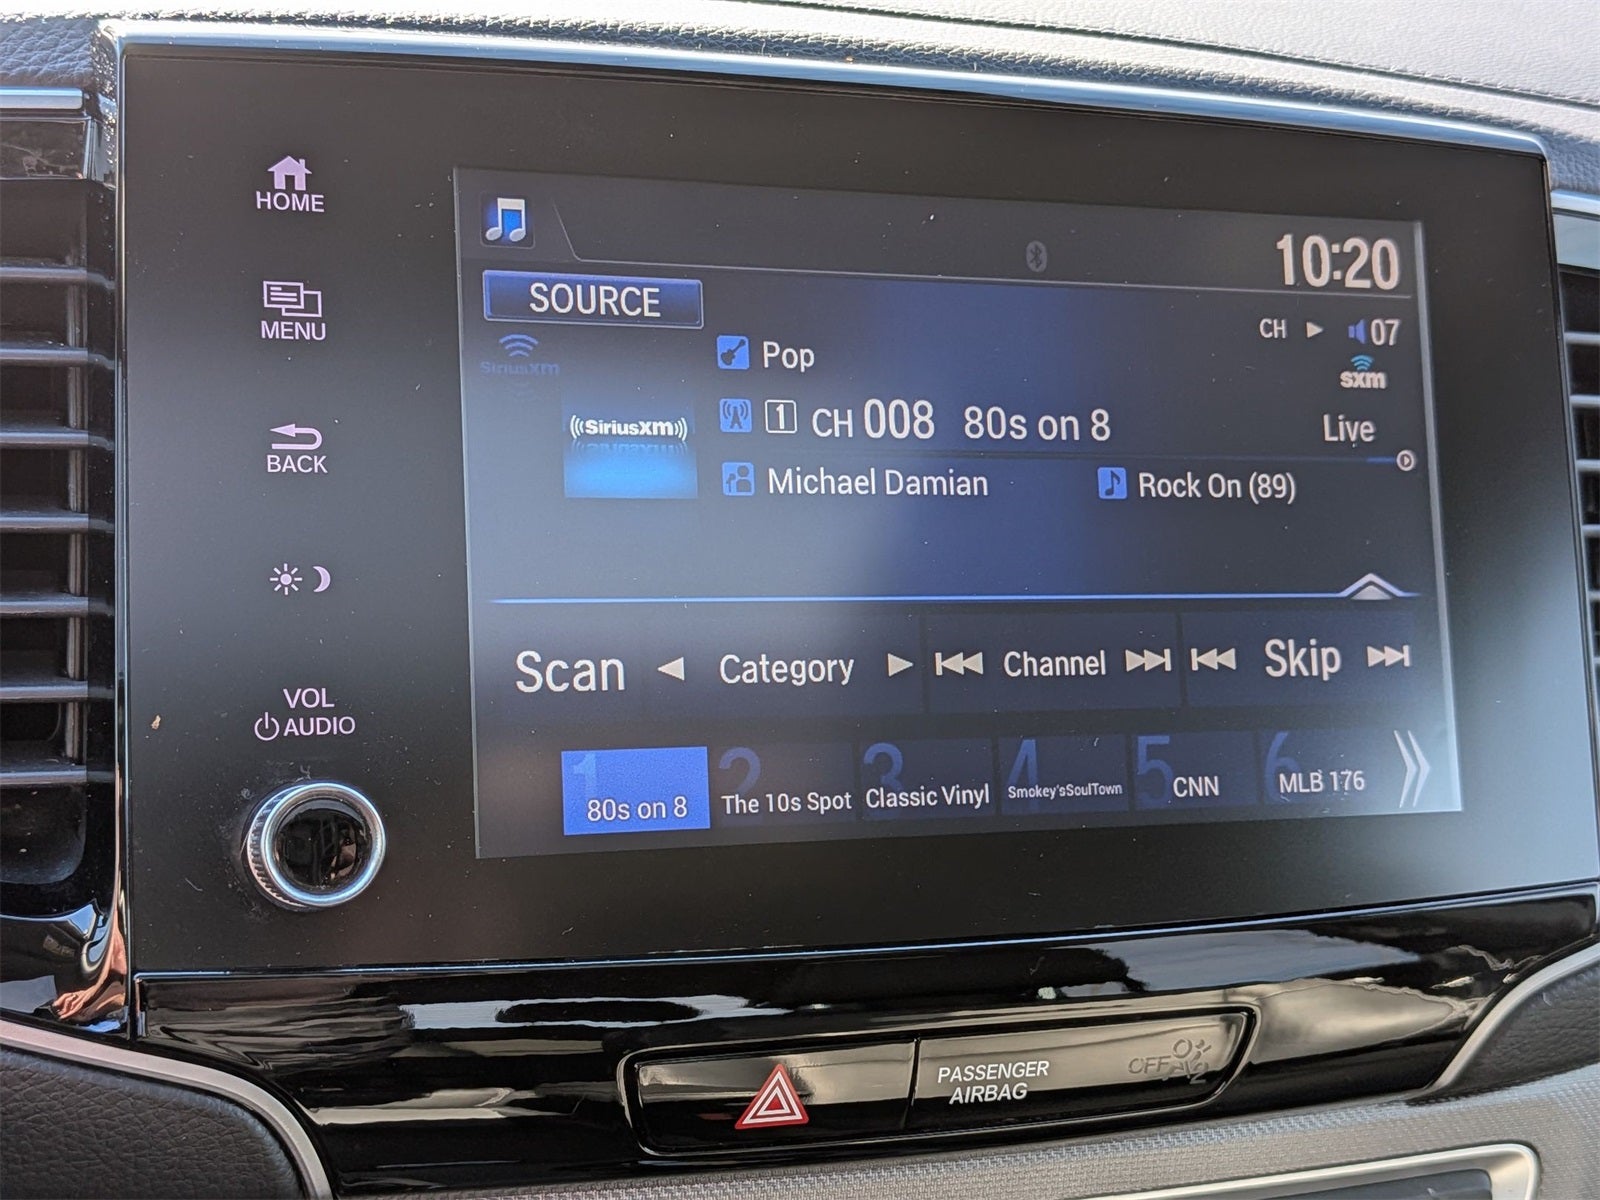 HOME
MENU
BACK
VOL
AUDIO
10:20
SOURCE
CH 07
SiriusXM
Pop
sxm
SiriusXM
1 CH 008 80s on 8
Live
Michael Damian
Rock On (89)
Scan Category Channel Skip
1 80s on 8
2 The 10s Spot
3 Classic Vinyl
4 Smokey'sSoulTown
5 CNN
6 MLB 176
PASSENGER
AIRBAG
OFF
2